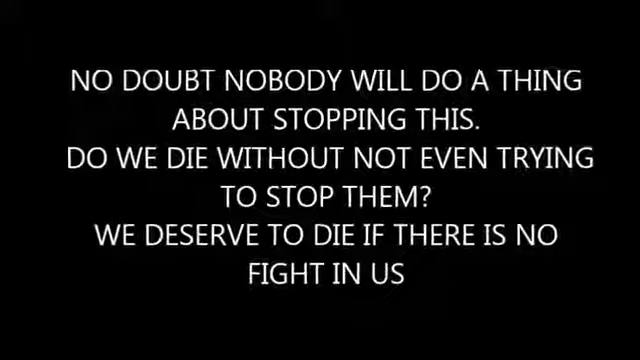 NO DOUBT NOBODY WILL DO A THING
ABOUT STOPPING THIS.
DO WE DIE WITHOUT NOT EVEN TRYING
TO STOP THEM?
WE DESERVE TO DIE IF THERE IS NO
FIGHT IN US